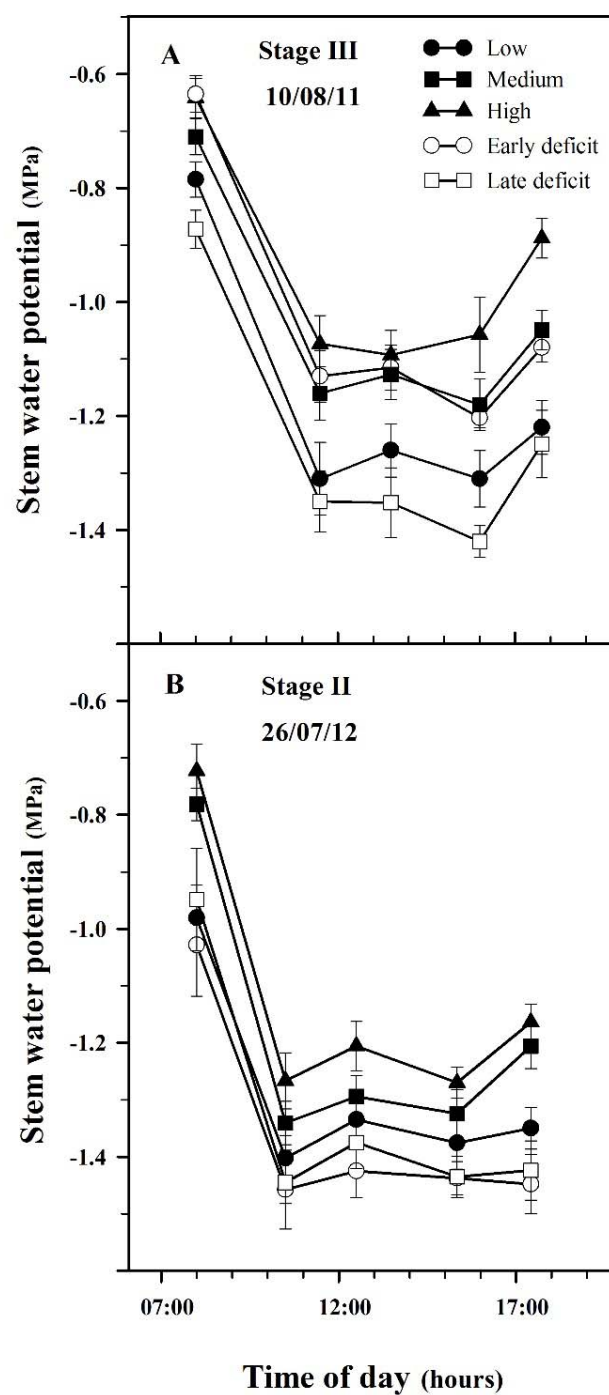 A
Stage III
10/08/11
Low
Medium
High
Early deficit
Late deficit
-0.6
-0.8
-1.0
-1.2
-1.4
Stem water potential (MPa)
B
Stage II
26/07/12
-0.6
-0.8
-1.0
-1.2
-1.4
Stem water potential (MPa)
07:00 12:00 17:00
Time of day (hours)